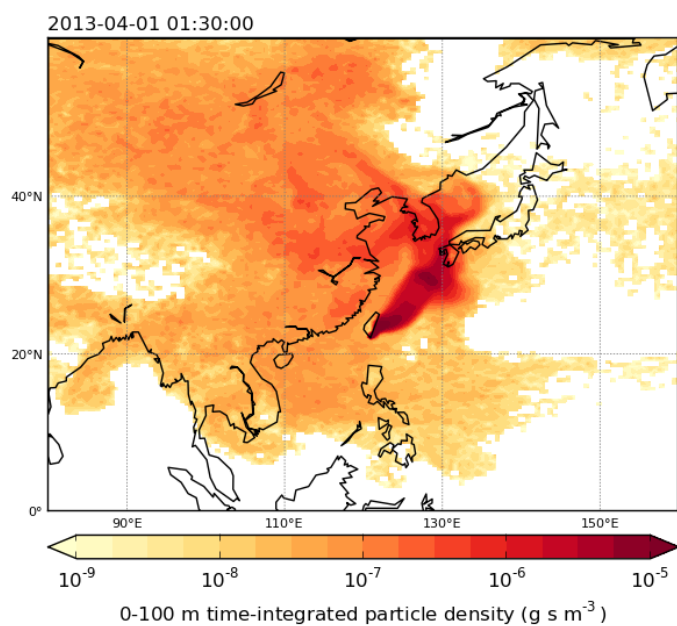 2013-04-01 01:30:00
40°N
20°N
0°
90°E 110°E 130°E 150°E
10⁻⁹ 10⁻⁸ 10⁻⁷ 10⁻⁶ 10⁻⁵
0-100 m time-integrated particle density (g s m⁻³)